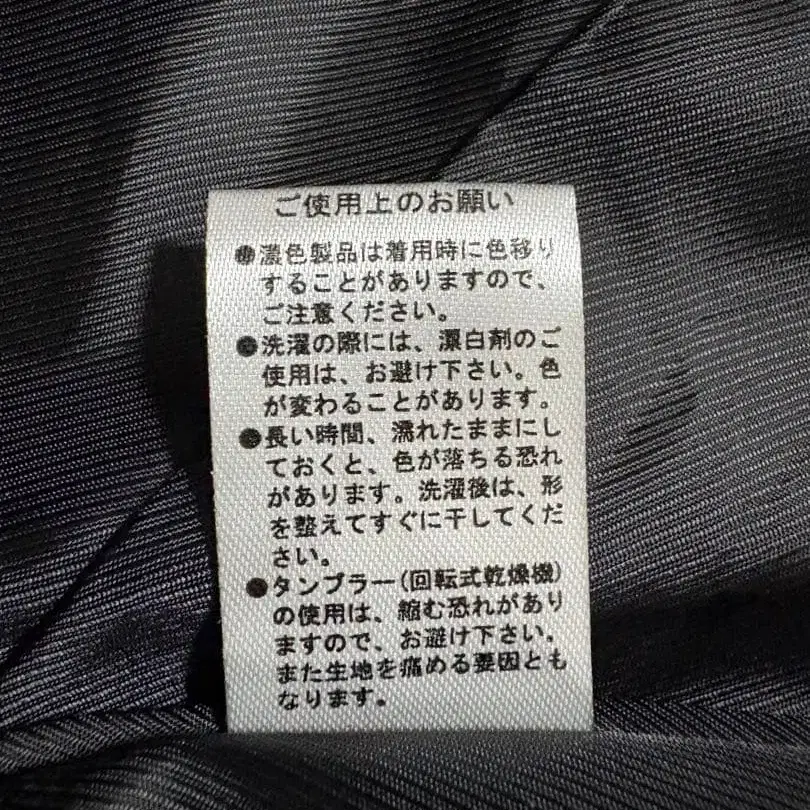 ご使用上のお願い
●濃色製品は着用時に色移り
することがありますので、
ご注意ください。
●洗濯の際には、漂白剤のご
使用は、お避け下さい。色
が変わることがあります。
●長い時間、濡れたままにし
ておくと、色が落ちる恐れ
があります。洗濯後は、形
を整えてすぐに干してくだ
さい。
●タンブラー(回転式乾燥機)
の使用は、縮む恐れがあり
ますので、お避け下さい。
また生地を痛める要因とも
なります。